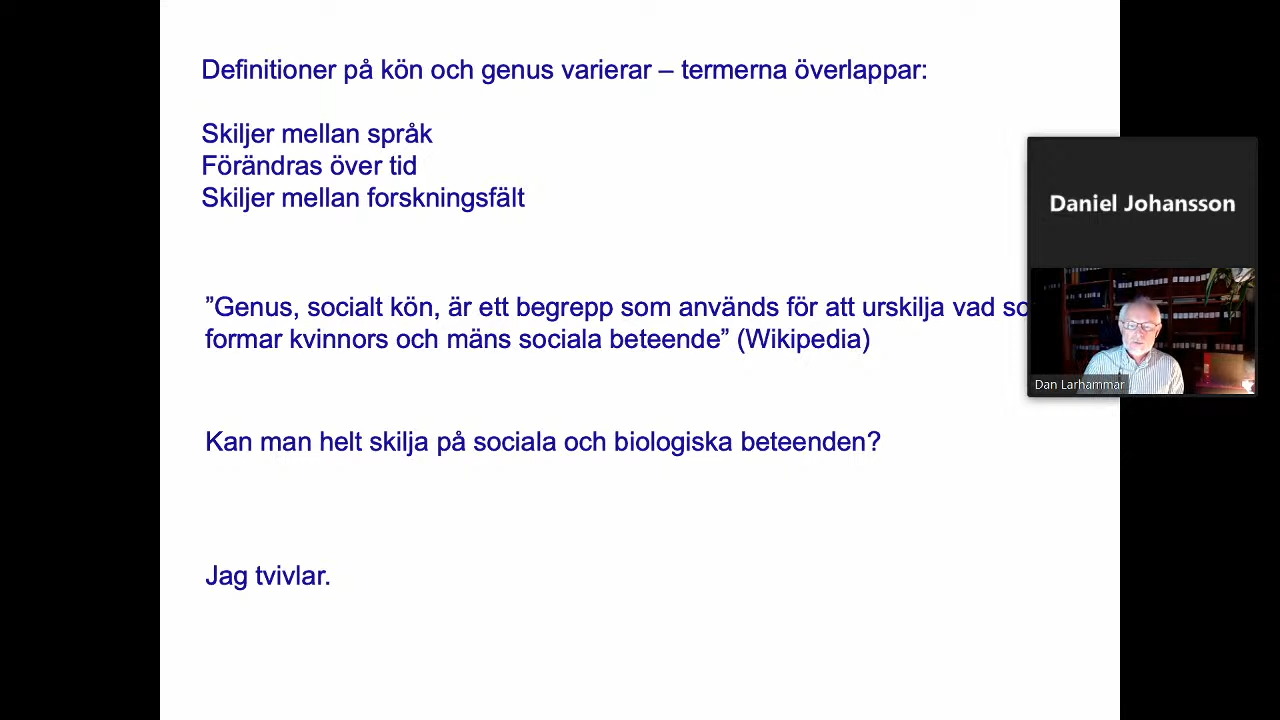 Definitioner på kön och genus varierar – termerna överlappar:
Skiljer mellan språk
Förändras över tid
Skiljer mellan forskningsfält
”Genus, socialt kön, är ett begrepp som används för att urskilja vad
formar kvinnors och mäns sociala beteende” (Wikipedia)
Kan man helt skilja på sociala och biologiska beteenden?
Jag tvivlar.
Daniel Johansson
Dan Larhammar